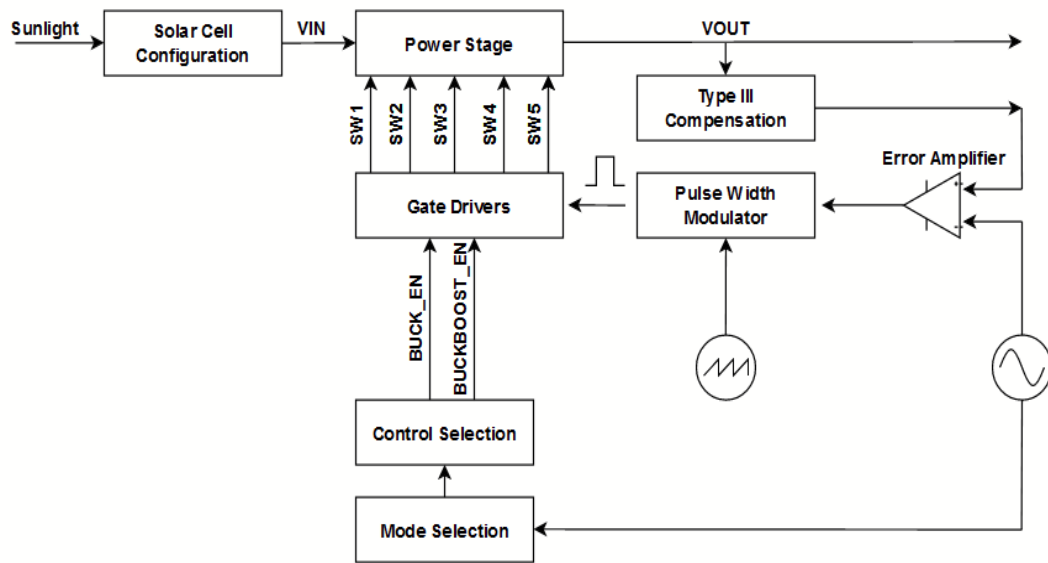 Sunlight
Solar Cell
Configuration
VIN
Power Stage
VOUT
Type III
Compensation
SW1
SW2
SW3
SW4
SW5
Error Amplifier
Gate Drivers
Pulse Width
Modulator
BUCK_EN
BUCKBOOST_EN
Control Selection
Mode Selection